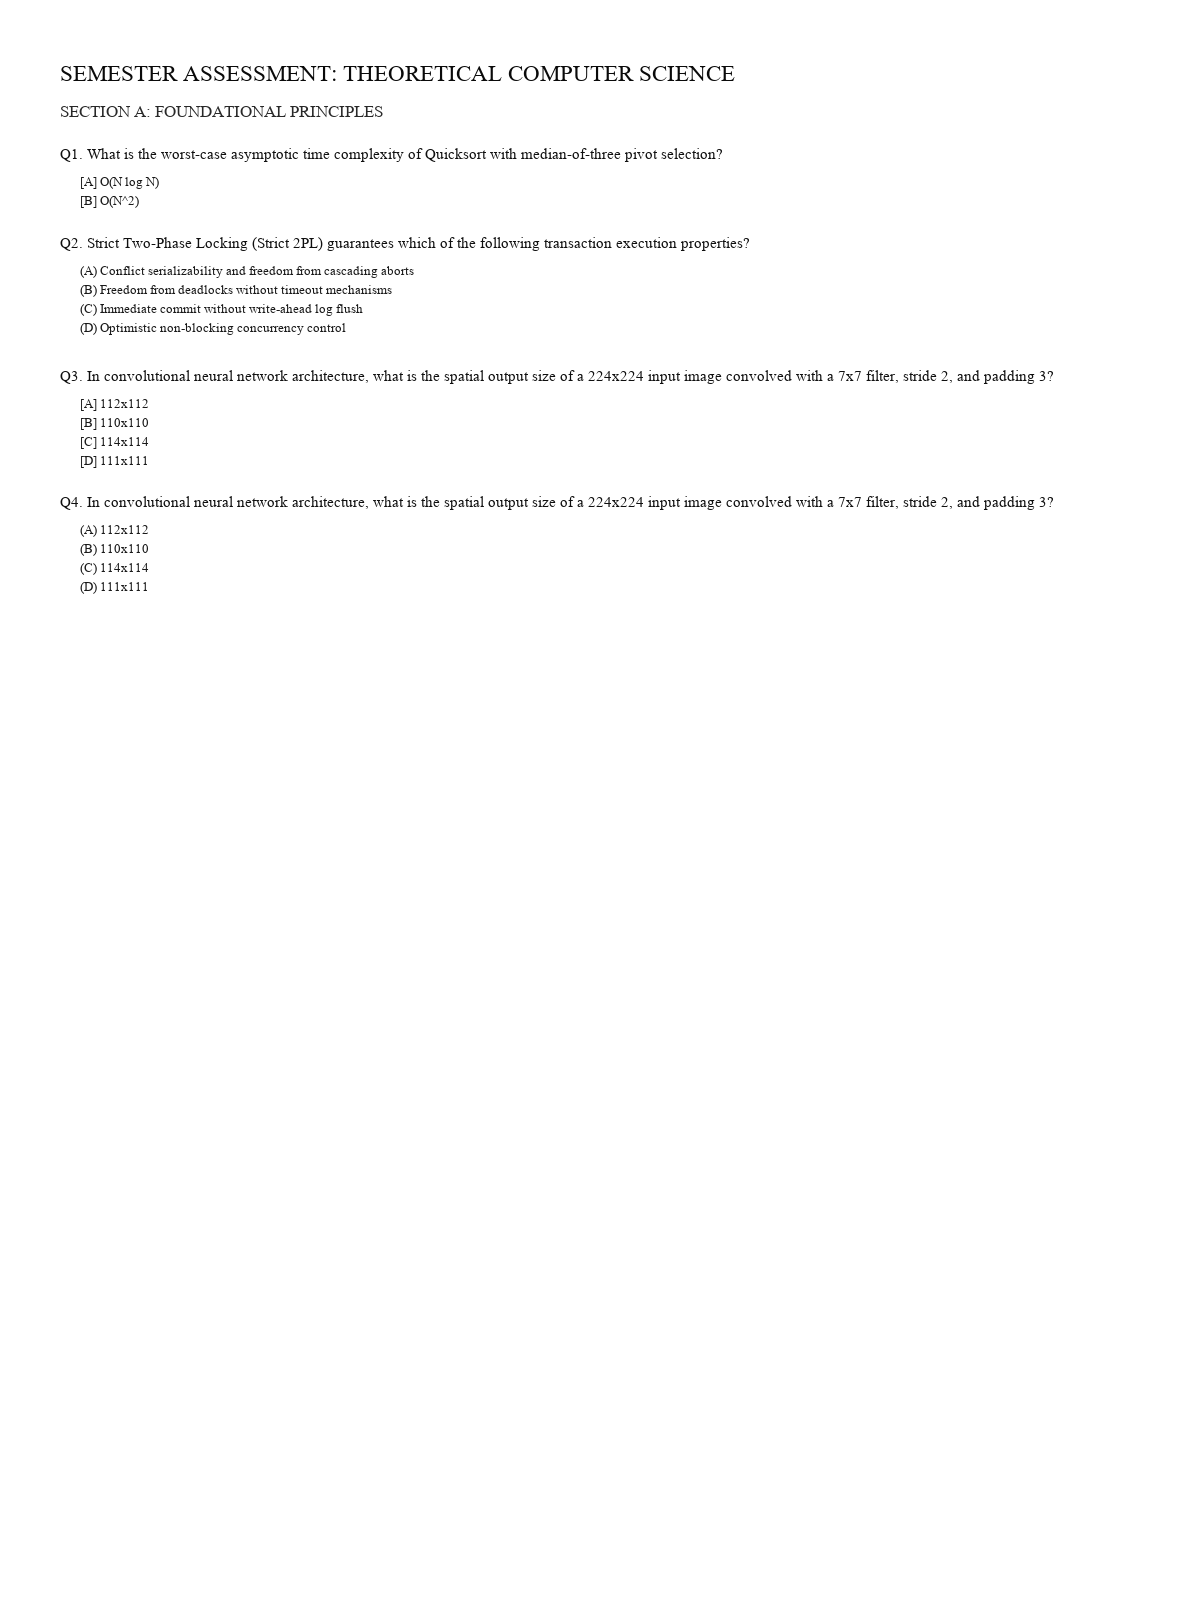 SEMESTER ASSESSMENT: THEORETICAL COMPUTER SCIENCE
SECTION A: FOUNDATIONAL PRINCIPLES
Q1. What is the worst-case asymptotic time complexity of Quicksort with median-of-three pivot selection?
[A] O(N log N)
[B] O(N^2)
Q2. Strict Two-Phase Locking (Strict 2PL) guarantees which of the following transaction execution properties?
(A) Conflict serializability and freedom from cascading aborts
(B) Freedom from deadlocks without timeout mechanisms
(C) Immediate commit without write-ahead log flush
(D) Optimistic non-blocking concurrency control
Q3. In convolutional neural network architecture, what is the spatial output size of a 224x224 input image convolved with a 7x7 filter, stride 2, and padding 3?
[A] 112x112
[B] 110x110
[C] 114x114
[D] 111x111
Q4. In convolutional neural network architecture, what is the spatial output size of a 224x224 input image convolved with a 7x7 filter, stride 2, and padding 3?
(A) 112x112
(B) 110x110
(C) 114x114
(D) 111x111